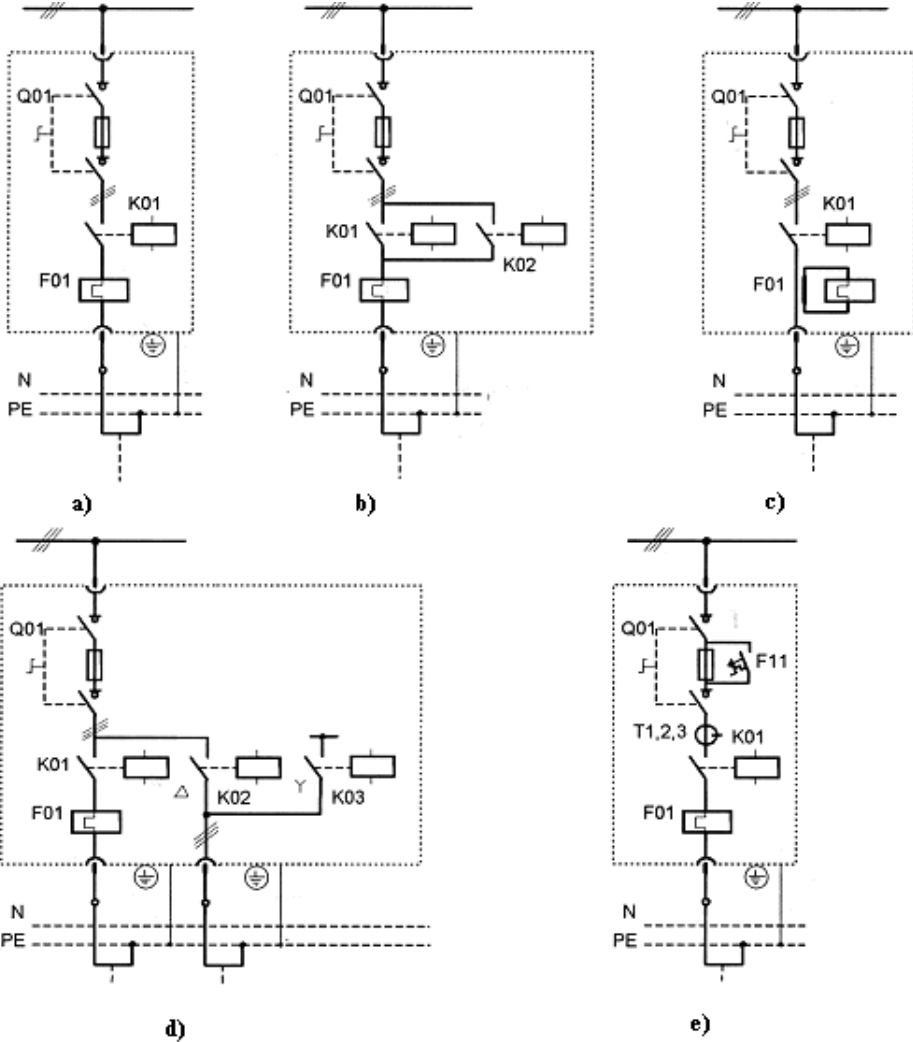 Q01
K01
F01
N
PE
a)
Q01
K01
K02
F01
N
PE
b)
Q01
K01
F01
N
PE
c)
Q01
K01
K02
K03
△
Y
F01
N
PE
d)
Q01
F11
T1,2,3
K01
F01
N
PE
e)